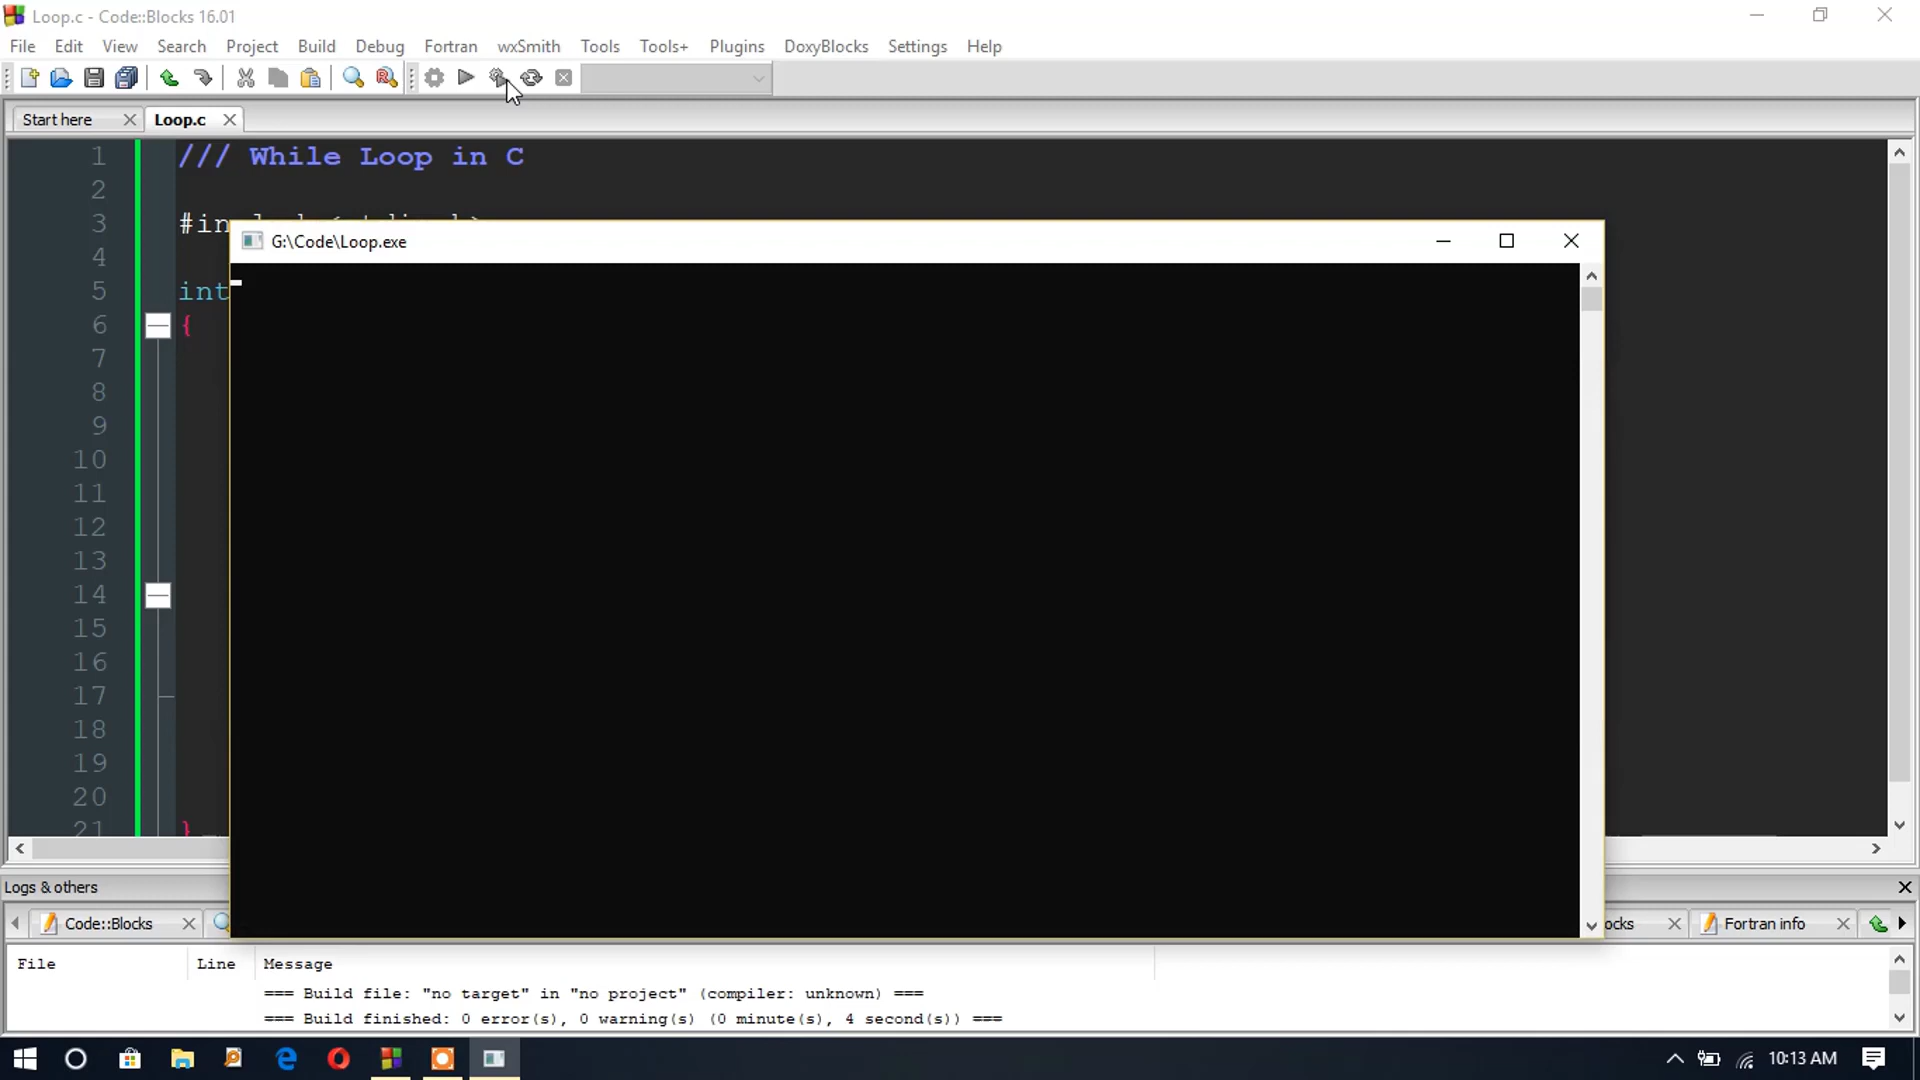 Loop.c - Code::Blocks 16.01
File Edit View Search Project Build Debug Fortran wxSmith Tools Tools+ Plugins DoxyBlocks Settings Help
Start here Loop.c
1 /// While Loop in C
2
3
G:\Code\Loop.exe
4
5 int
6 {
7
8
9
10
11
12
13
14
15
16
17
18
19
20
21 }
Logs & others
Code::Blocks ocks Fortran info
File Line Message
=== Build file: "no target" in "no project" (compiler: unknown) ===
=== Build finished: 0 error(s), 0 warning(s) (0 minute(s), 4 second(s)) ===
10:13 AM